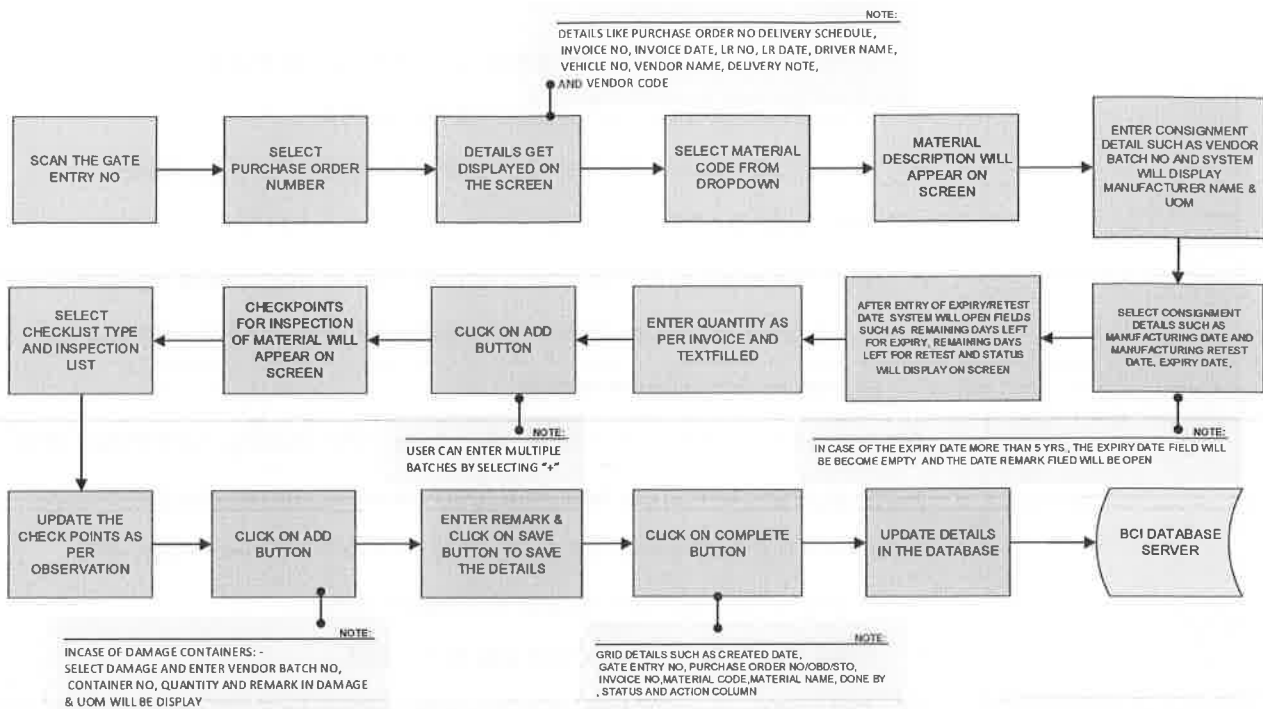 NOTE:
DETAILS LIKE PURCHASE ORDER NO DELIVERY SCHEDULE,
INVOICE NO, INVOICE DATE, LR NO, LR DATE, DRIVER NAME,
VEHICLE NO, VENDOR NAME, DELIVERY NOTE,
AND VENDOR CODE
SCAN THE GATE
ENTRY NO
SELECT
PURCHASE ORDER
NUMBER
DETAILS GET
DISPLAYED ON
THE SCREEN
SELECT MATERIAL
CODE FROM
DROPDOWN
MATERIAL
DESCRIPTION WILL
APPEAR ON
SCREEN
ENTER CONSIGNMENT
DETAIL SUCH AS VENDOR
BATCH NO AND SYSTEM
WILL DISPLAY
MANUFACTURER NAME &
UOM
SELECT CONSIGNMENT
DETAILS SUCH AS
MANUFACTURING DATE AND
MANUFACTURING RETEST
DATE, EXPIRY DATE,
NOTE:
IN CASE OF THE EXPIRY DATE MORE THAN 5 YRS., THE EXPIRY DATE FIELD WILL
BE BECOME EMPTY AND THE DATE REMARK FILED WILL BE OPEN
AFTER ENTRY OF EXPIRY/RETEST
DATE SYSTEM WILL OPEN FIELDS
SUCH AS REMAINING DAYS LEFT
FOR EXPIRY, REMAINING DAYS
LEFT FOR RETEST AND STATUS
WILL DISPLAY ON SCREEN
ENTER QUANTITY AS
PER INVOICE AND
TEXTFILLED
CLICK ON ADD
BUTTON
NOTE:
USER CAN ENTER MULTIPLE
BATCHES BY SELECTING "+"
CHECKPOINTS
FOR INSPECTION
OF MATERIAL WILL
APPEAR ON
SCREEN
SELECT
CHECKLIST TYPE
AND INSPECTION
LIST
UPDATE THE
CHECK POINTS AS
PER
OBSERVATION
CLICK ON ADD
BUTTON
NOTE:
INCASE OF DAMAGE CONTAINERS: -
SELECT DAMAGE AND ENTER VENDOR BATCH NO,
CONTAINER NO, QUANTITY AND REMARK IN DAMAGE
& UOM WILL BE DISPLAY
ENTER REMARK &
CLICK ON SAVE
BUTTON TO SAVE
THE DETAILS
CLICK ON COMPLETE
BUTTON
NOTE:
GRID DETAILS SUCH AS CREATED DATE,
GATE ENTRY NO, PURCHASE ORDER NO/OBD/STO,
INVOICE NO,MATERIAL CODE,MATERIAL NAME, DONE BY
, STATUS AND ACTION COLUMN
UPDATE DETAILS
IN THE DATABASE
BCI DATABASE
SERVER